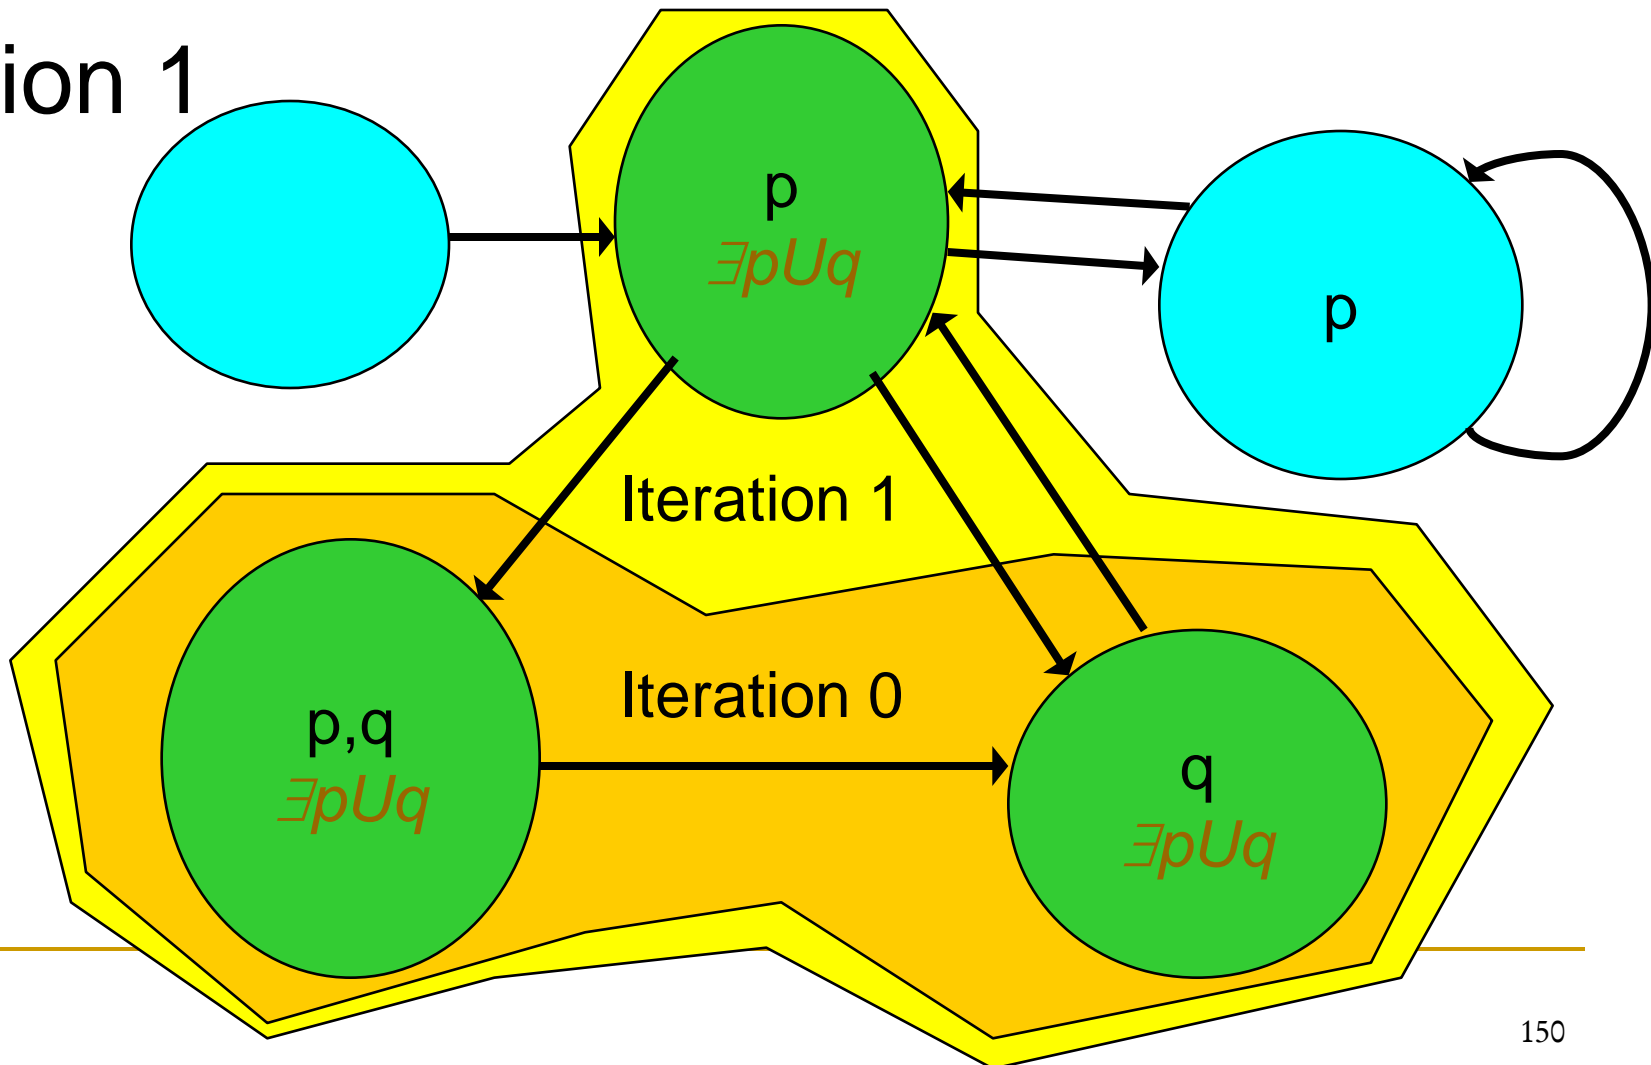 ion 1
p
∃pUq
p
Iteration 1
Iteration 0
p,q
∃pUq
q
∃pUq
150